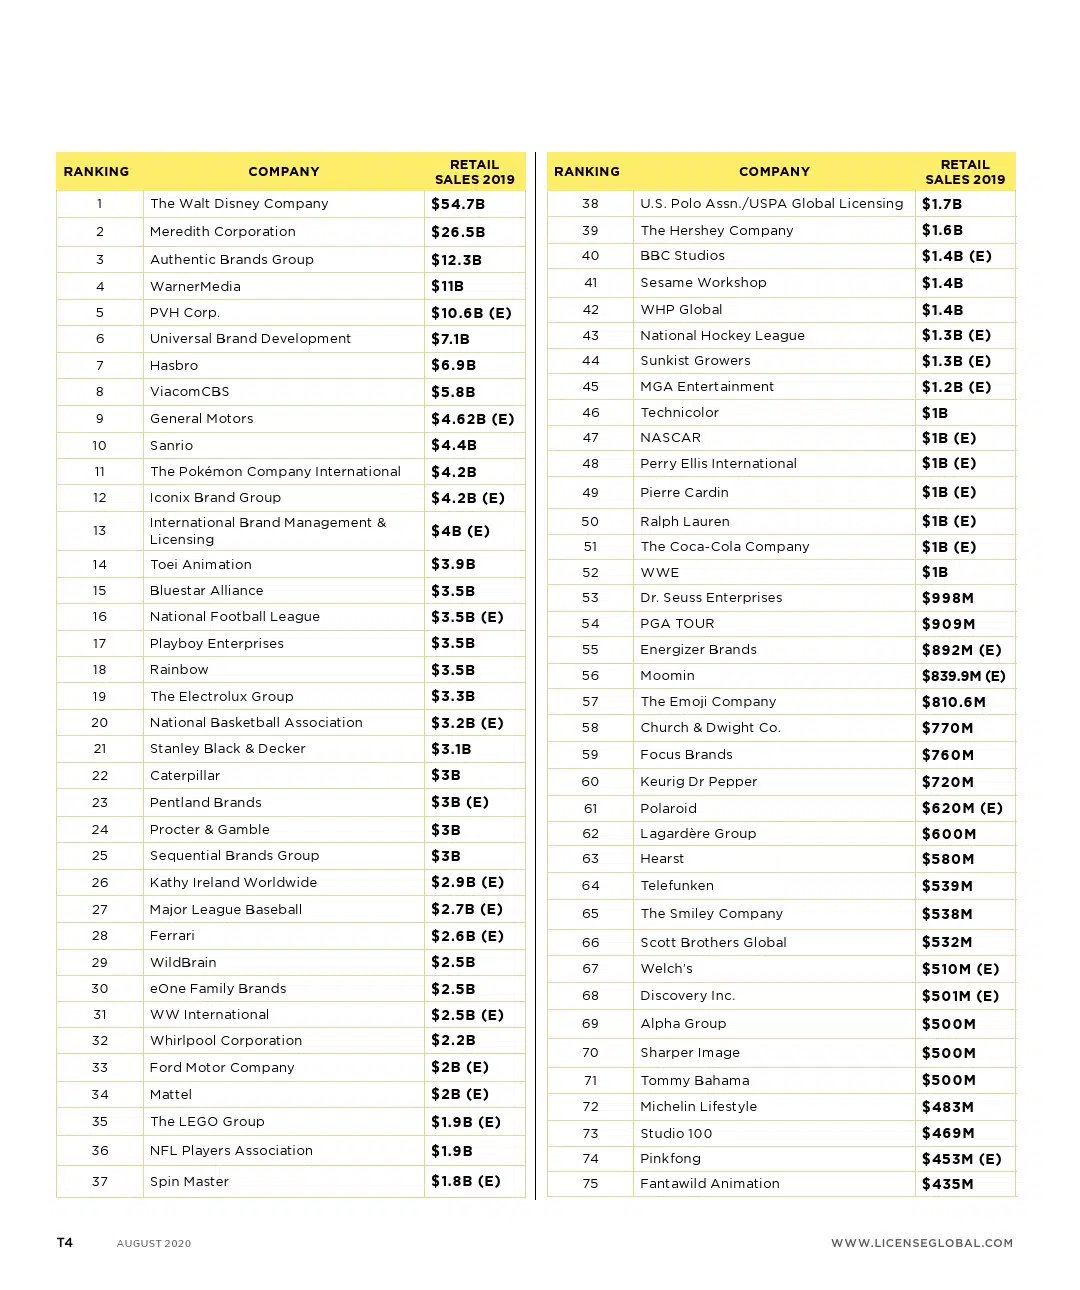 RANKING COMPANY RETAIL SALES 2019
1 The Walt Disney Company $54.7B
2 Meredith Corporation $26.5B
3 Authentic Brands Group $12.3B
4 WarnerMedia $11B
5 PVH Corp. $10.6B (E)
6 Universal Brand Development $7.1B
7 Hasbro $6.9B
8 ViacomCBS $5.8B
9 General Motors $4.62B (E)
10 Sanrio $4.4B
11 The Pokémon Company International $4.2B
12 Iconix Brand Group $4.2B (E)
13 International Brand Management & Licensing $4B (E)
14 Toei Animation $3.9B
15 Bluestar Alliance $3.5B
16 National Football League $3.5B (E)
17 Playboy Enterprises $3.5B
18 Rainbow $3.5B
19 The Electrolux Group $3.3B
20 National Basketball Association $3.2B (E)
21 Stanley Black & Decker $3.1B
22 Caterpillar $3B
23 Pentland Brands $3B (E)
24 Procter & Gamble $3B
25 Sequential Brands Group $3B
26 Kathy Ireland Worldwide $2.9B (E)
27 Major League Baseball $2.7B (E)
28 Ferrari $2.6B (E)
29 WildBrain $2.5B
30 eOne Family Brands $2.5B
31 WW International $2.5B (E)
32 Whirlpool Corporation $2.2B
33 Ford Motor Company $2B (E)
34 Mattel $2B (E)
35 The LEGO Group $1.9B (E)
36 NFL Players Association $1.9B
37 Spin Master $1.8B (E)
RANKING COMPANY RETAIL SALES 2019
38 U.S. Polo Assn./USPA Global Licensing $1.7B
39 The Hershey Company $1.6B
40 BBC Studios $1.4B (E)
41 Sesame Workshop $1.4B
42 WHP Global $1.4B
43 National Hockey League $1.3B (E)
44 Sunkist Growers $1.3B (E)
45 MGA Entertainment $1.2B (E)
46 Technicolor $1B
47 NASCAR $1B (E)
48 Perry Ellis International $1B (E)
49 Pierre Cardin $1B (E)
50 Ralph Lauren $1B (E)
51 The Coca-Cola Company $1B (E)
52 WWE $1B
53 Dr. Seuss Enterprises $998M
54 PGA TOUR $909M
55 Energizer Brands $892M (E)
56 Moomin $839.9M (E)
57 The Emoji Company $810.6M
58 Church & Dwight Co. $770M
59 Focus Brands $760M
60 Keurig Dr Pepper $720M
61 Polaroid $620M (E)
62 Lagardère Group $600M
63 Hearst $580M
64 Telefunken $539M
65 The Smiley Company $538M
66 Scott Brothers Global $532M
67 Welch's $510M (E)
68 Discovery Inc. $501M (E)
69 Alpha Group $500M
70 Sharper Image $500M
71 Tommy Bahama $500M
72 Michelin Lifestyle $483M
73 Studio 100 $469M
74 Pinkfong $453M (E)
75 Fantawild Animation $435M
T4 AUGUST 2020 WWW.LICENSEGLOBAL.COM